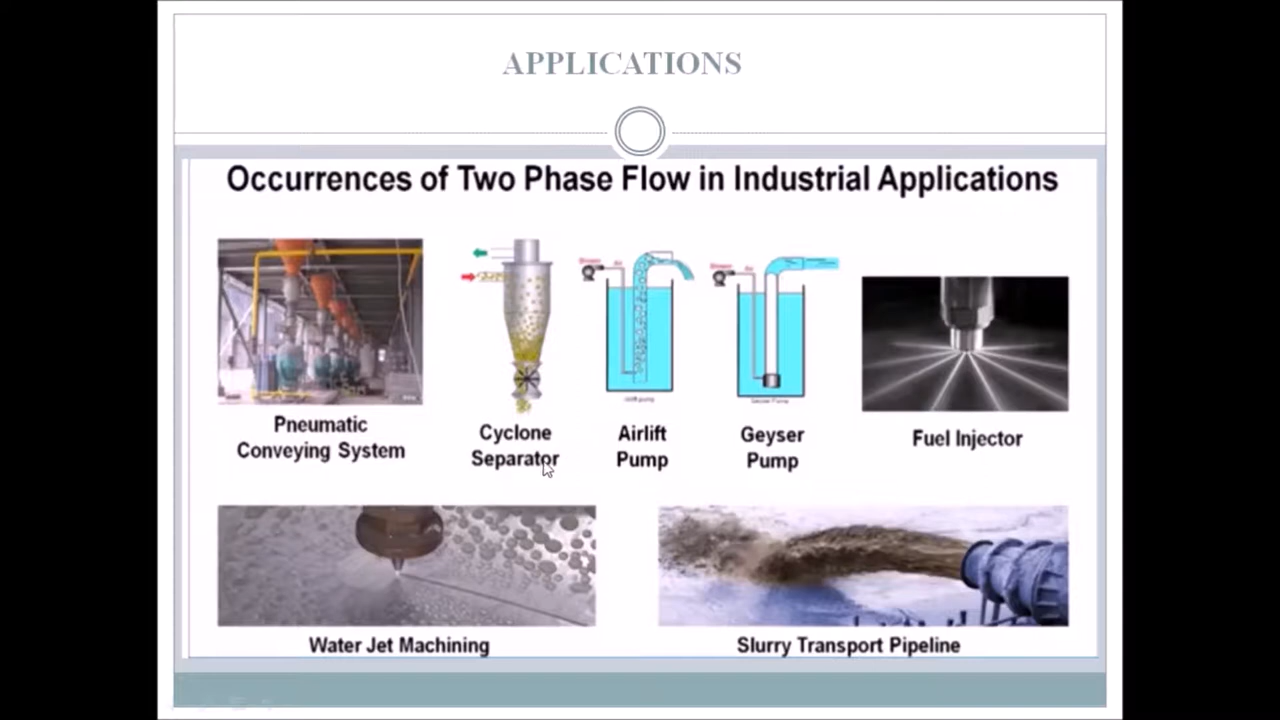 APPLICATIONS
Occurrences of Two Phase Flow in Industrial Applications
Pneumatic
Conveying System
Cyclone
Separator
Airlift
Pump
Geyser
Pump
Fuel Injector
Water Jet Machining
Slurry Transport Pipeline